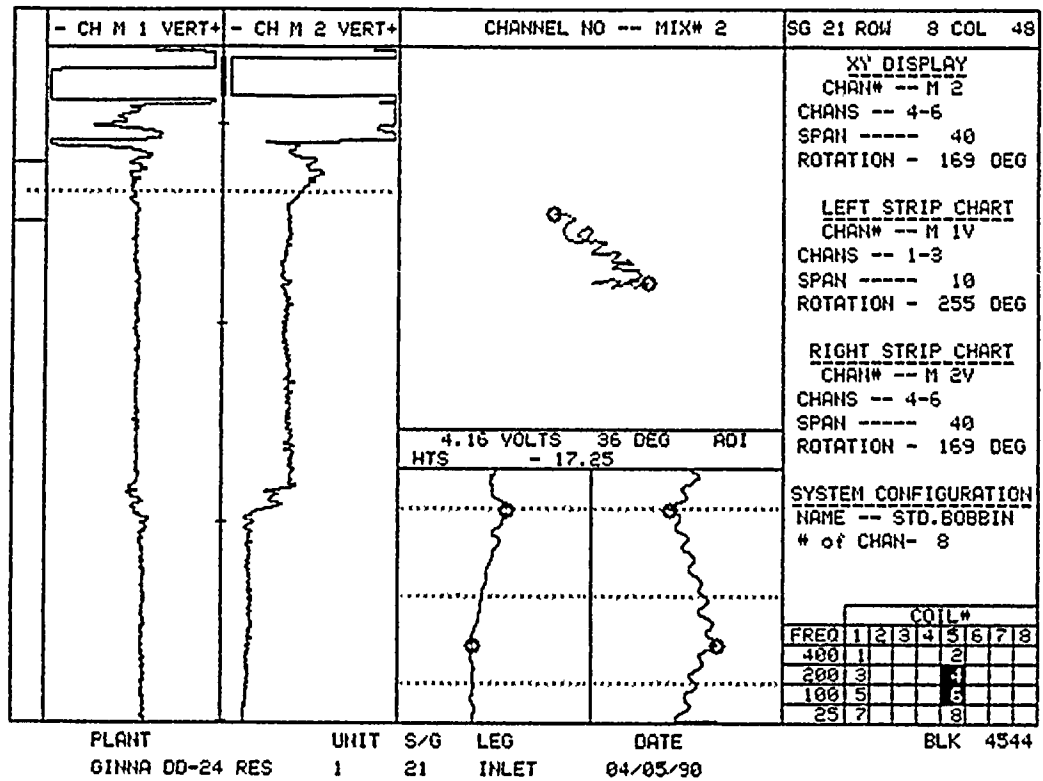 - CH M 1 VERT+
- CH M 2 VERT+
CHANNEL NO -- MIX# 2
SG 21 ROW 8 COL 48
XY DISPLAY
CHAN# -- M 2
CHANS -- 4-6
SPAN ----- 40
ROTATION - 169 DEG
LEFT STRIP CHART
CHAN# -- M 1V
CHANS -- 1-3
SPAN ----- 10
ROTATION - 255 DEG
RIGHT STRIP CHART
CHAN# -- M 2V
CHANS -- 4-6
SPAN ----- 40
ROTATION - 169 DEG
4.16 VOLTS 36 DEG ADI
HTS - 17.25
SYSTEM CONFIGURATION
NAME -- STD.BOBBIN
# of CHAN- 8
COIL#
FREQ 1 2 3 4 5 6 7 8
400 1 2
200 3 4
100 5 6
25 7 8
PLANT UNIT S/G LEG DATE BLK 4544
GINNA DD-24 RES 1 21 INLET 04/05/90